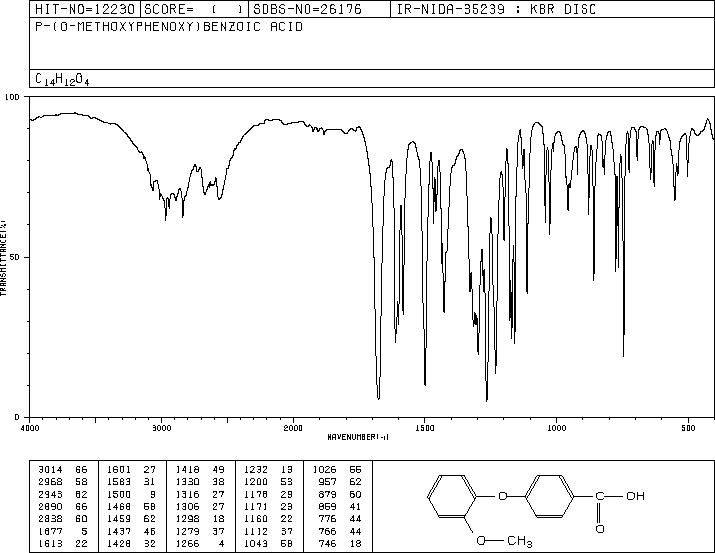 HIT-NO=12230 SCORE= ( ) SDBS-NO=26176 IR-NIDA-35239 : KBR DISC
P-(O-METHOXYPHENOXY)BENZOIC ACID
C14H12O4
100
50
0
TRANSMITTANCE(%)
4000 3000 2000 1500 1000 500
WAVENUMBER(-1)
3014 66 1601 27 1418 49 1232 13 1026 55
2968 58 1583 31 1330 38 1200 53 957 62
2943 62 1500 9 1316 27 1178 29 879 60
2890 66 1468 58 1306 27 1171 23 859 41
2838 60 1459 62 1298 18 1160 22 776 44
1677 5 1437 46 1279 37 1112 37 766 44
1613 22 1428 32 1266 4 1043 58 746 18
O
C
OH
O
O
CH3